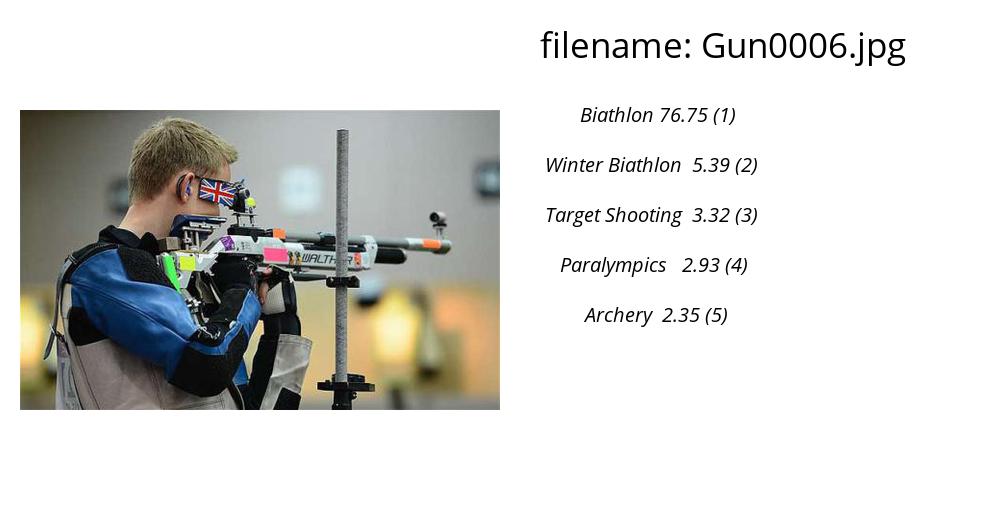 filename: Gun0006.jpg
Biathlon 76.75 (1)
Winter Biathlon 5.39 (2)
Target Shooting 3.32 (3)
Paralympics 2.93 (4)
Archery 2.35 (5)
WALTHER